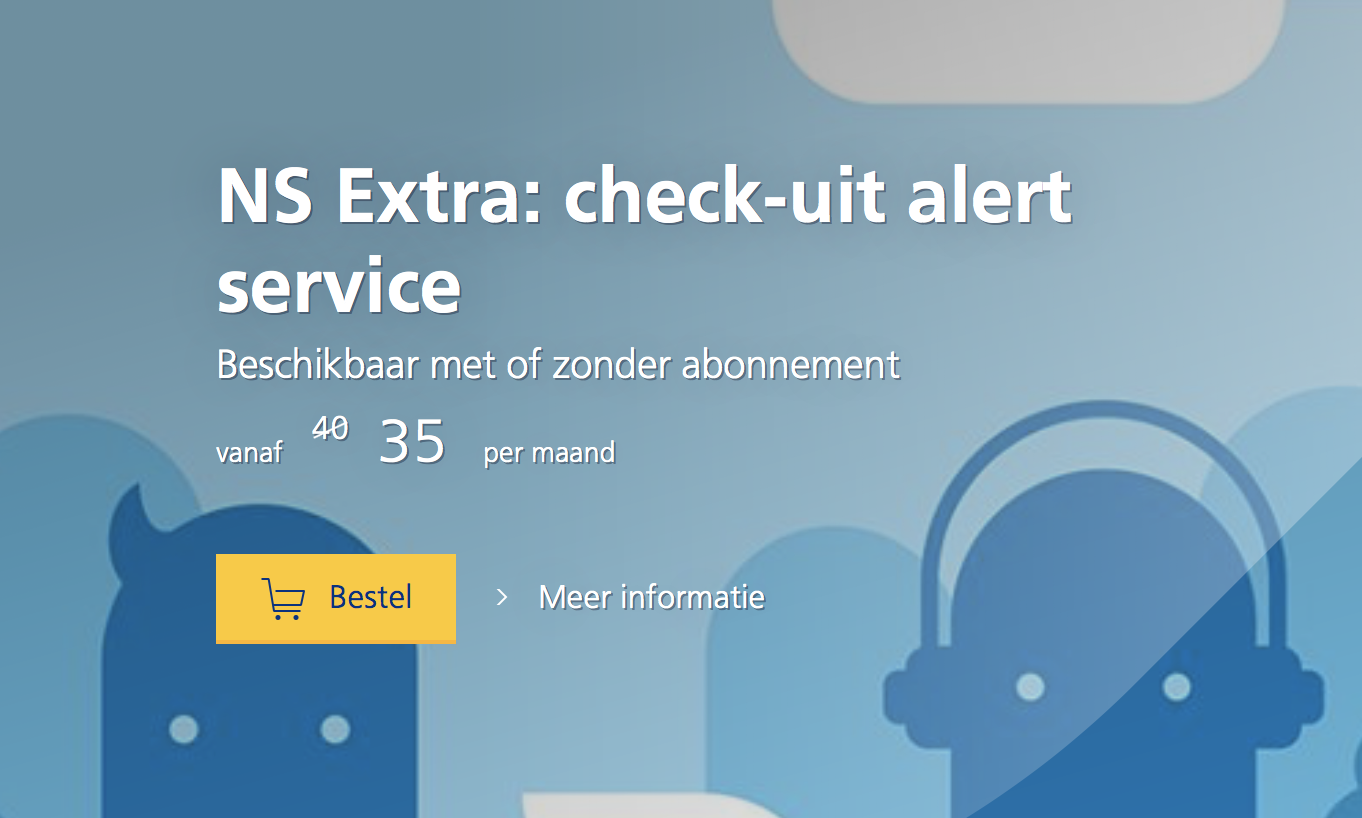 NS Extra: check-uit alert
service
Beschikbaar met of zonder abonnement
vanaf 40 35 per maand
Bestel > Meer informatie